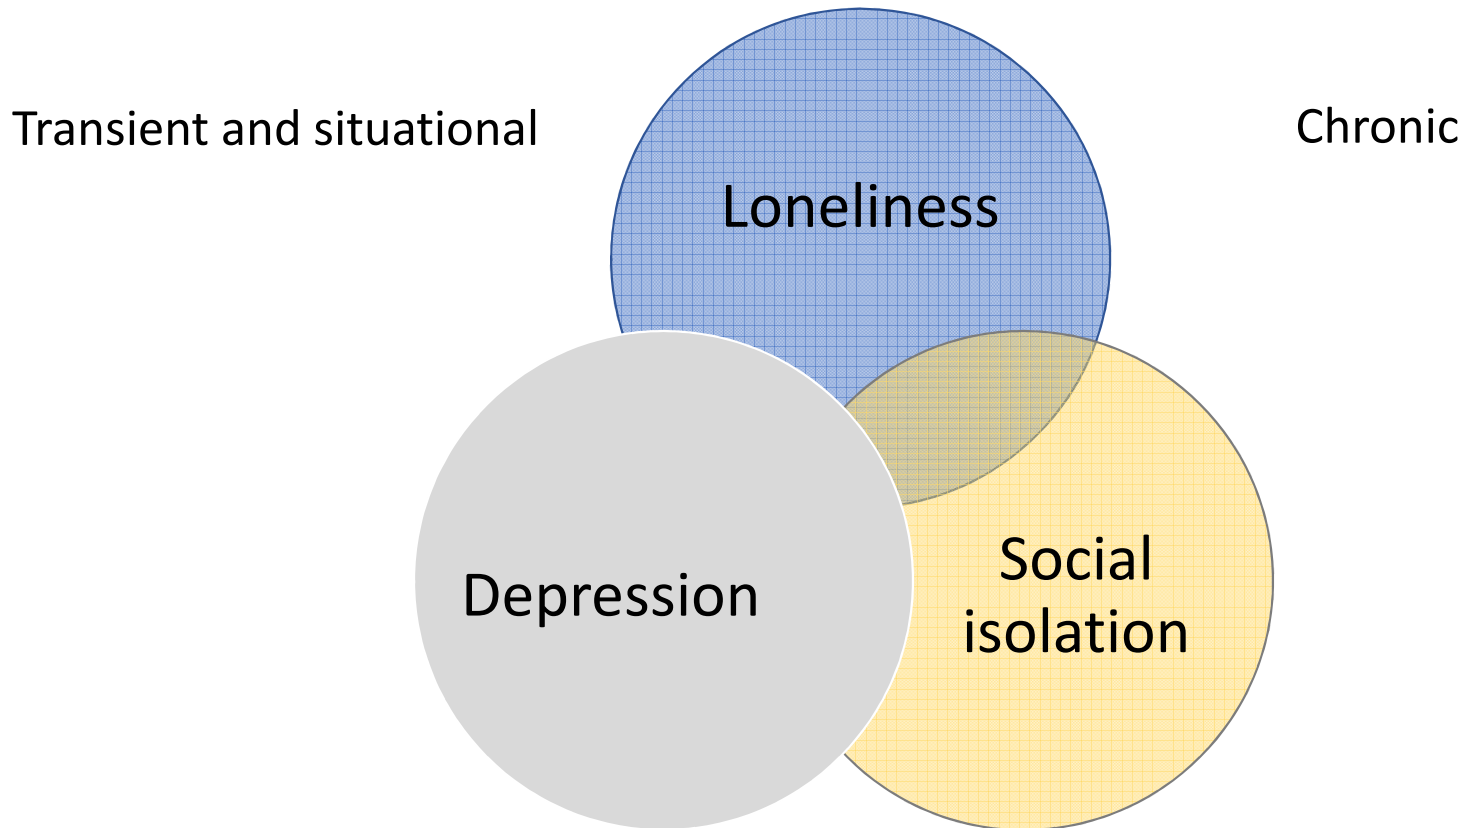 Transient and situational
Chronic
Loneliness
Depression
Social
isolation